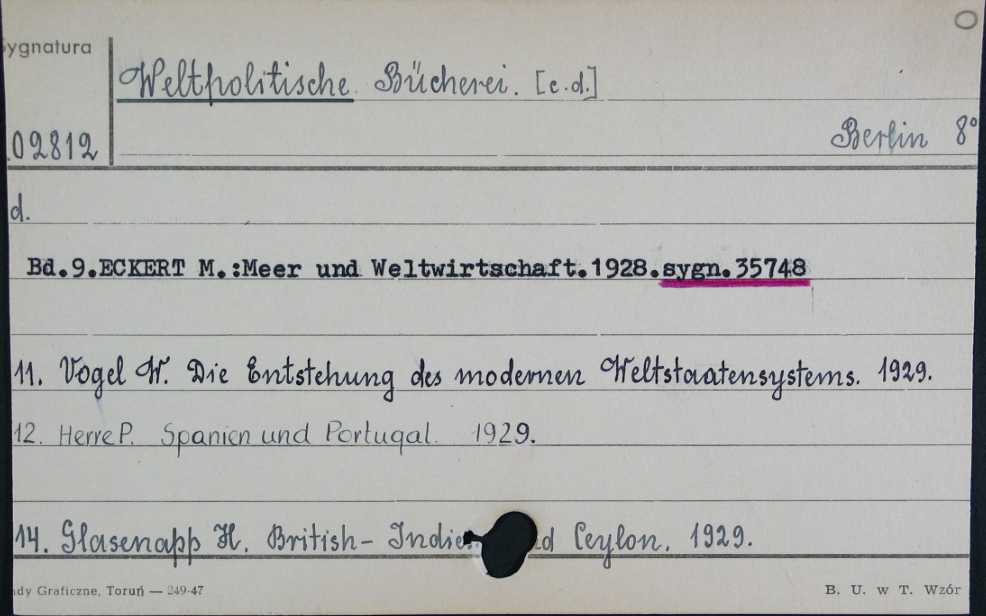 ygnatura
Weltpolitische Bücherei. [c.d.]
02812
Berlin 8°
d.
Bd.9.ECKERT M.:Meer und Weltwirtschaft.1928.sygn.35748
11. Vogel W. Die Entstehung des modernen Weltstaatensystems. 1929.
12. Herre P. Spanien und Portugal. 1929.
14. Glasenapp H. British-Indien d Ceylon. 1929.
dy Graficzne, Toruń — 249-47
B. U. w T. Wzór